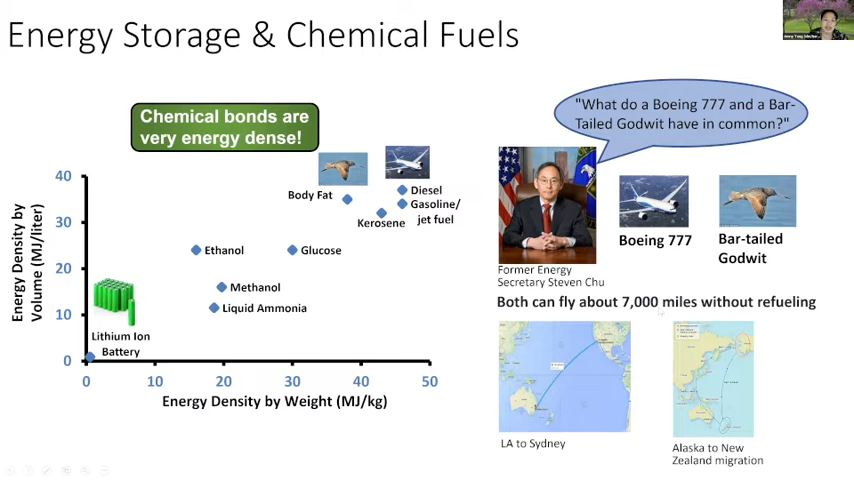 Energy Storage & Chemical Fuels
Chemical bonds are
very energy dense!
Energy Density by
Volume (MJ/liter)
40
30
20
10
0
Body Fat
Diesel
Gasoline/
jet fuel
Kerosene
Ethanol
Glucose
Methanol
Liquid Ammonia
Lithium Ion
Battery
0
10
20
30
40
50
Energy Density by Weight (MJ/kg)
"What do a Boeing 777 and a Bar-
Tailed Godwit have in common?"
Former Energy
Secretary Steven Chu
Boeing 777
Bar-tailed
Godwit
Both can fly about 7,000 miles without refueling
LA to Sydney
Alaska to New
Zealand migration